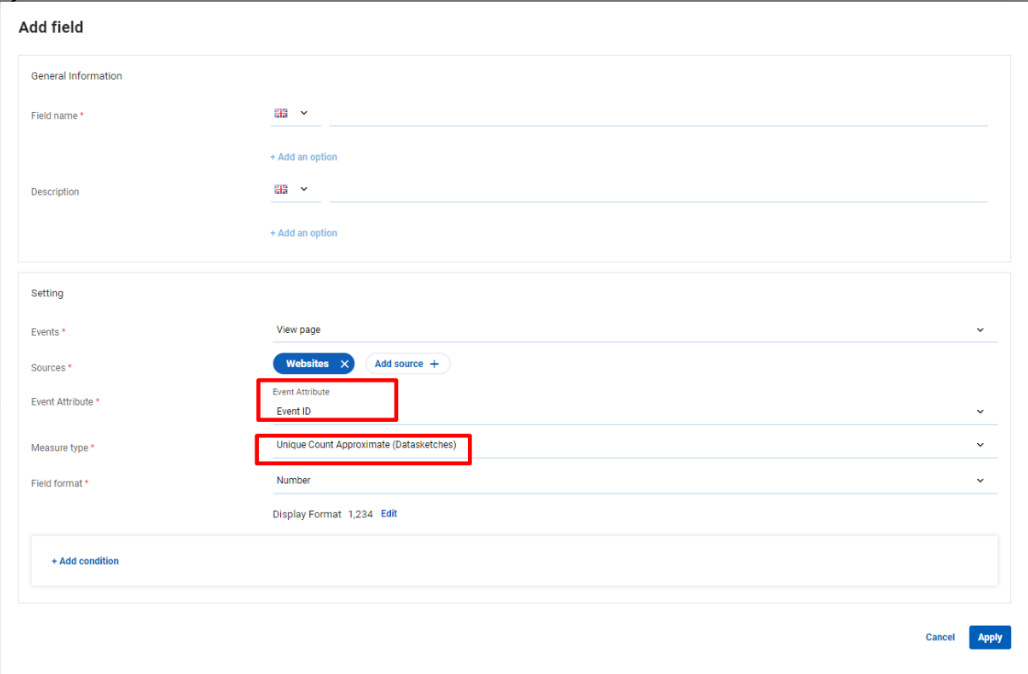 Add field
General Information
Field name *
+ Add an option
Description
+ Add an option
Setting
Events *
View page
Sources *
Websites
Add source +
Event Attribute *
Event Attribute
Event ID
Measure type *
Unique Count Approximate (Datasketches)
Field format *
Number
Display Format 1,234 Edit
+ Add condition
Cancel
Apply